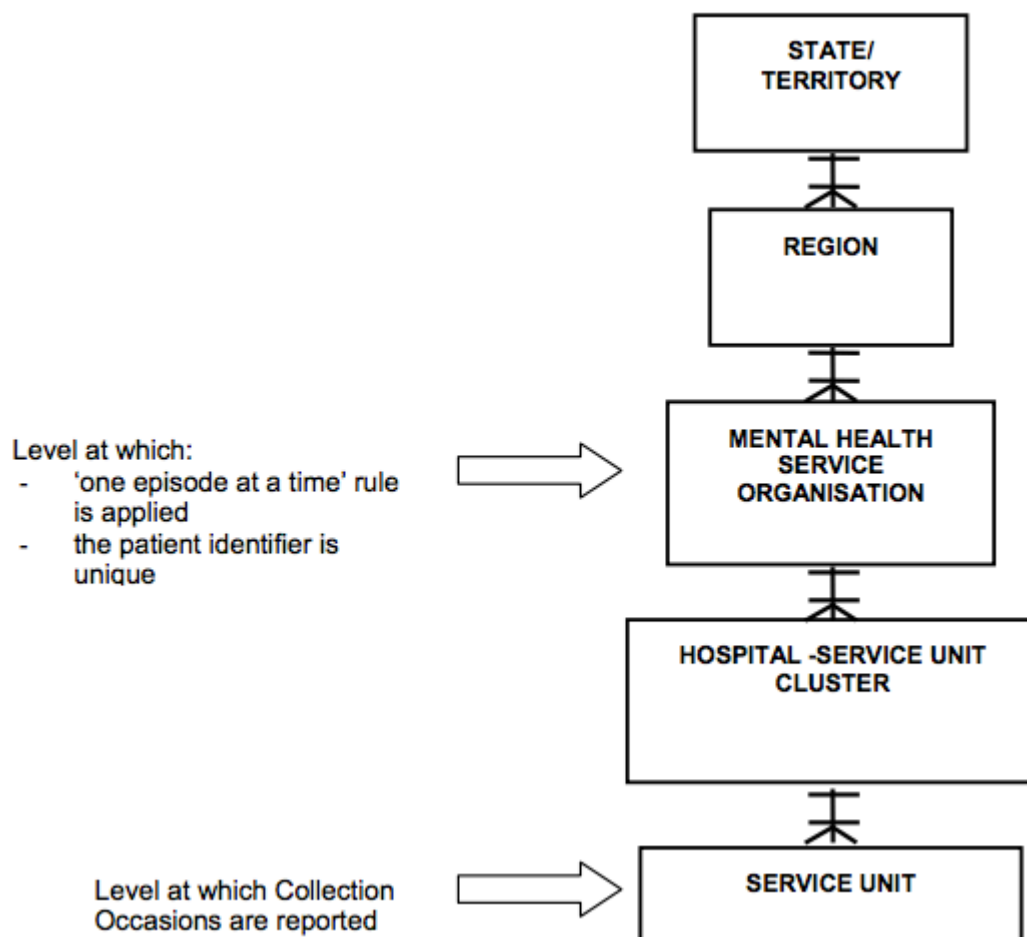 STATE/
TERRITORY
REGION
MENTAL HEALTH
SERVICE
ORGANISATION
Level at which:
- ‘one episode at a time’ rule
is applied
- the patient identifier is
unique
HOSPITAL -SERVICE UNIT
CLUSTER
SERVICE UNIT
Level at which Collection
Occasions are reported